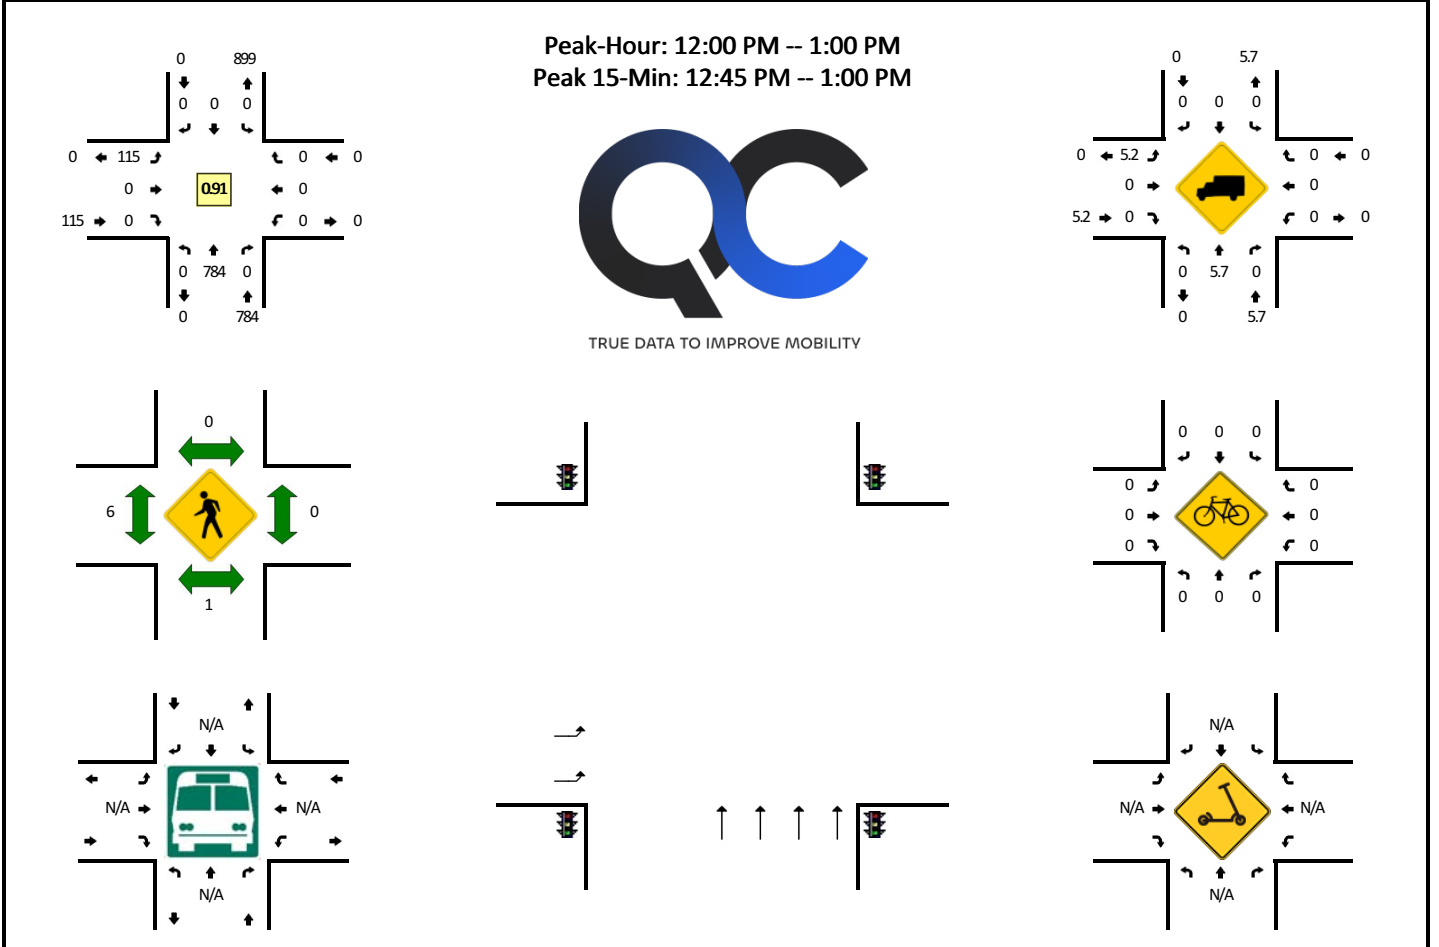 Peak-Hour: 12:00 PM -- 1:00 PM
Peak 15-Min: 12:45 PM -- 1:00 PM
0 899
0 0 0
0 115 0 0
0 0.91 0
115 0 0 0
0 784 0
0 784
TRUE DATA TO IMPROVE MOBILITY
0 5.7
0 0 0
0 5.2 0 0
0 0
5.2 0 0 0
0 5.7 0
0 5.7
0
6 0
1
0 0 0
0 0
0 0
0 0
0 0 0
N/A
N/A N/A
N/A
N/A
N/A N/A
N/A